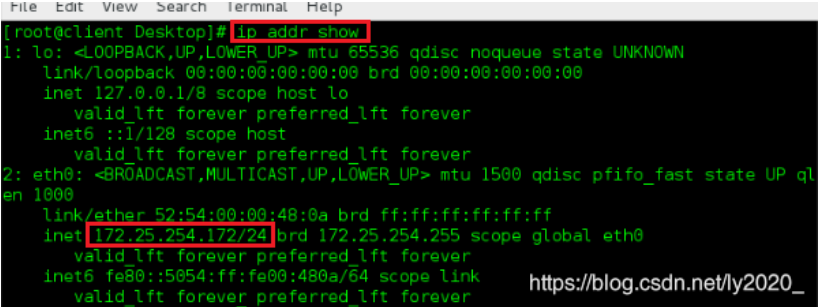 File Edit View Search Terminal Help
[root@client Desktop]# ip addr show
1: lo: <LOOPBACK,UP,LOWER_UP> mtu 65536 qdisc noqueue state UNKNOWN
link/loopback 00:00:00:00:00:00 brd 00:00:00:00:00:00
inet 127.0.0.1/8 scope host lo
valid_lft forever preferred_lft forever
inet6 ::1/128 scope host
valid_lft forever preferred_lft forever
2: eth0: <BROADCAST,MULTICAST,UP,LOWER_UP> mtu 1500 qdisc pfifo_fast state UP ql
en 1000
link/ether 52:54:00:00:48:0a brd ff:ff:ff:ff:ff:ff
inet 172.25.254.172/24 brd 172.25.254.255 scope global eth0
valid_lft forever preferred_lft forever
inet6 fe80::5054:ff:fe00:480a/64 scope link
valid_lft forever preferred_lft forever
https://blog.csdn.net/ly2020_